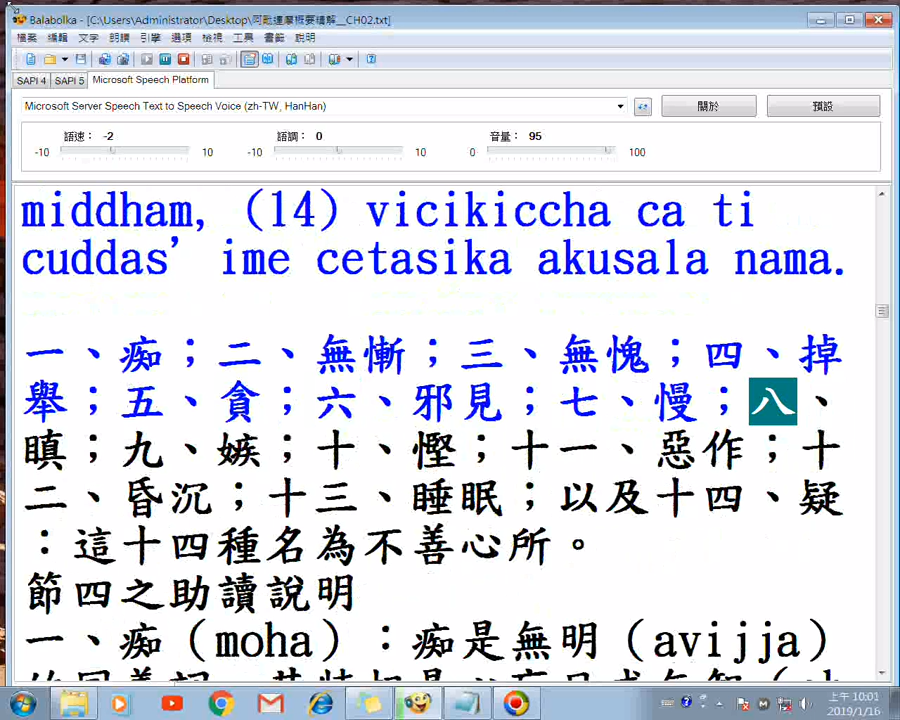 Balabolka - [C:\Users\Administrator\Desktop\阿毗達摩概要精解__CH02.txt]
檔案 編輯 文字 朗讀 引擎 選項 檢視 工具 書籤 說明
SAPI 4 SAPI 5 Microsoft Speech Platform
Microsoft Server Speech Text to Speech Voice (zh-TW, HanHan) 關於 預設
語速： -2 語調： 0 音量： 95
-10 10 -10 10 0 100
middham, (14) vicikiccha ca ti
cuddas’ ime cetasika akusala nama.
一、痴；二、無慚；三、無愧；四、掉
舉；五、貪；六、邪見；七、慢；八、
瞋；九、嫉；十、慳；十一、惡作；十
二、昏沉；十三、睡眠；以及十四、疑
：這十四種名為不善心所。
節四之助讀說明
一、痴（moha）：痴是無明（avijja）
上午 10:01
2019/1/16